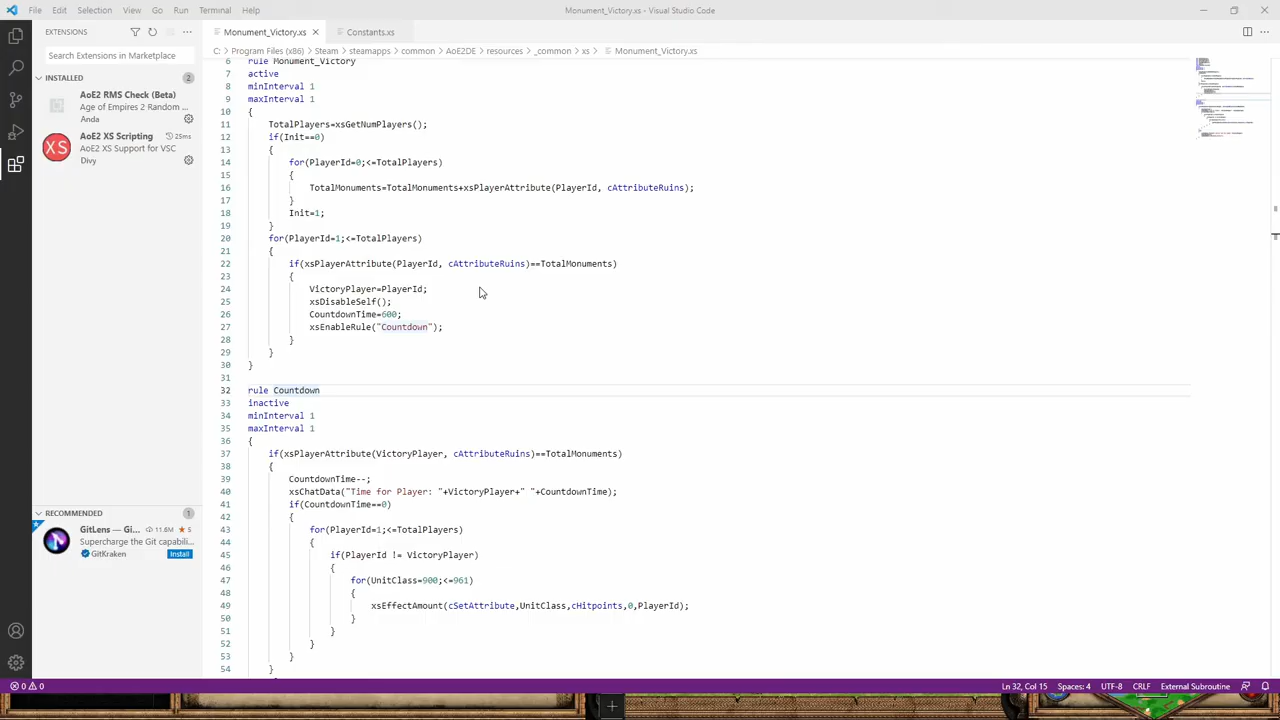 File Edit Selection View Go Run Terminal Help
Monument_Victory.xs - Visual Studio Code
EXTENSIONS
Monument_Victory.xs
Constants.xs
Search Extensions in Marketplace
C: > Program Files (x86) > Steam > steamapps > common > AoE2DE > resources > _common > xs > Monument_Victory.xs
INSTALLED 2
AoE2 RMS Check (Beta)
Age of Empires 2 Random ...
Anda
AoE2 XS Scripting 25ms
AoE2 XS Support for VSC
Divy
RECOMMENDED 1
GitLens — Gi... 11.6M 5
Supercharge the Git capabili...
GitKraken Install
6 rule Monument_Victory
7 active
8 minInterval 1
9 maxInterval 1
10 {
11 TotalPlayers=xsGetNumPlayers();
12 if(Init==0)
13 {
14 for(PlayerId=0;<=TotalPlayers)
15 {
16 TotalMonuments=TotalMonuments+xsPlayerAttribute(PlayerId, cAttributeRuins);
17 }
18 Init=1;
19 }
20 for(PlayerId=1;<=TotalPlayers)
21 {
22 if(xsPlayerAttribute(PlayerId, cAttributeRuins)==TotalMonuments)
23 {
24 VictoryPlayer=PlayerId;
25 xsDisableSelf();
26 CountdownTime=600;
27 xsEnableRule("Countdown");
28 }
29 }
30 }
31
32 rule Countdown
33 inactive
34 minInterval 1
35 maxInterval 1
36 {
37 if(xsPlayerAttribute(VictoryPlayer, cAttributeRuins)==TotalMonuments)
38 {
39 CountdownTime--;
40 xsChatData("Time for Player: "+VictoryPlayer+" "+CountdownTime);
41 if(CountdownTime==0)
42 {
43 for(PlayerId=1;<=TotalPlayers)
44 {
45 if(PlayerId != VictoryPlayer)
46 {
47 for(UnitClass=900;<=961)
48 {
49 xsEffectAmount(cSetAttribute,UnitClass,cHitpoints,0,PlayerId);
50 }
51 }
52 }
53 }
54 }
0 0
Ln 32, Col 15 Spaces: 4 UTF-8 CRLF External Subroutine